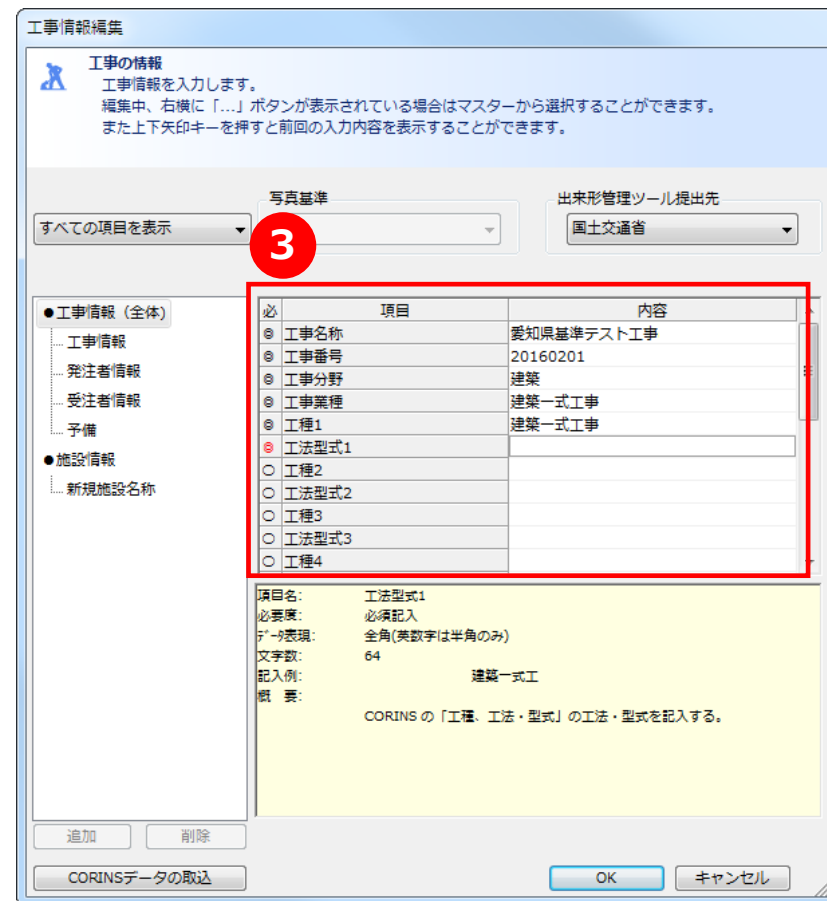 工事情報編集
工事の情報
工事情報を入力します。
編集中、右横に「...」ボタンが表示されている場合はマスターから選択することができます。
また上下矢印キーを押すと前回の入力内容を表示することができます。
写真基準
出来形管理ツール提出先
すべての項目を表示
国土交通省
3
●工事情報（全体）
工事情報
発注者情報
受注者情報
予備
●施設情報
新規施設名称
必 項目 内容
◎ 工事名称 愛知県基準テスト工事
◎ 工事番号 20160201
◎ 工事分野 建築
◎ 工事業種 建築一式工事
◎ 工種1 建築一式工事
◎ 工法型式1
○ 工種2
○ 工法型式2
○ 工種3
○ 工法型式3
○ 工種4
項目名: 工法型式1
必要度: 必須記入
ﾃﾞｰﾀ表現: 全角(英数字は半角のみ)
文字数: 64
記入例: 建築一式工
概 要:
CORINS の「工種、工法・型式」の工法・型式を記入する。
追加 削除
CORINSデータの取込 OK キャンセル